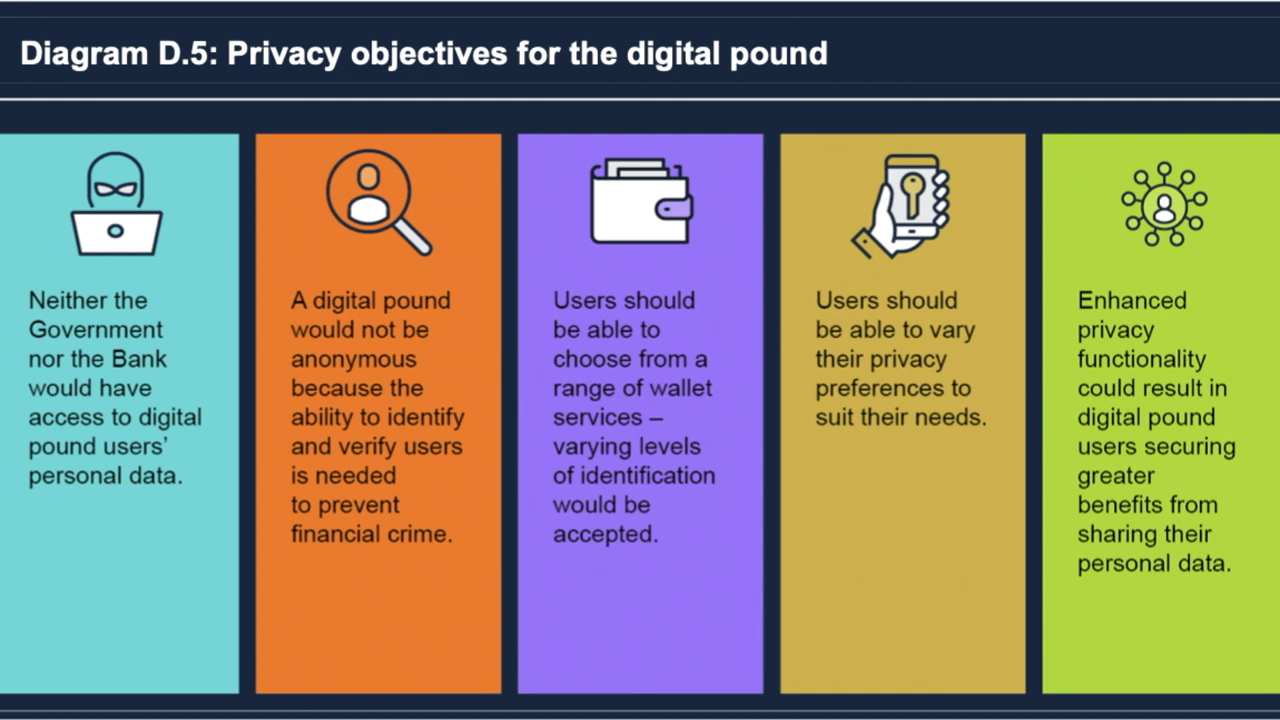 Diagram D.5: Privacy objectives for the digital pound
Neither the
Government
nor the Bank
would have
access to digital
pound users’
personal data.
A digital pound
would not be
anonymous
because the
ability to identify
and verify users
is needed
to prevent
financial crime.
Users should
be able to
choose from a
range of wallet
services –
varying levels
of identification
would be
accepted.
Users should
be able to vary
their privacy
preferences to
suit their needs.
Enhanced
privacy
functionality
could result in
digital pound
users securing
greater
benefits from
sharing their
personal data.